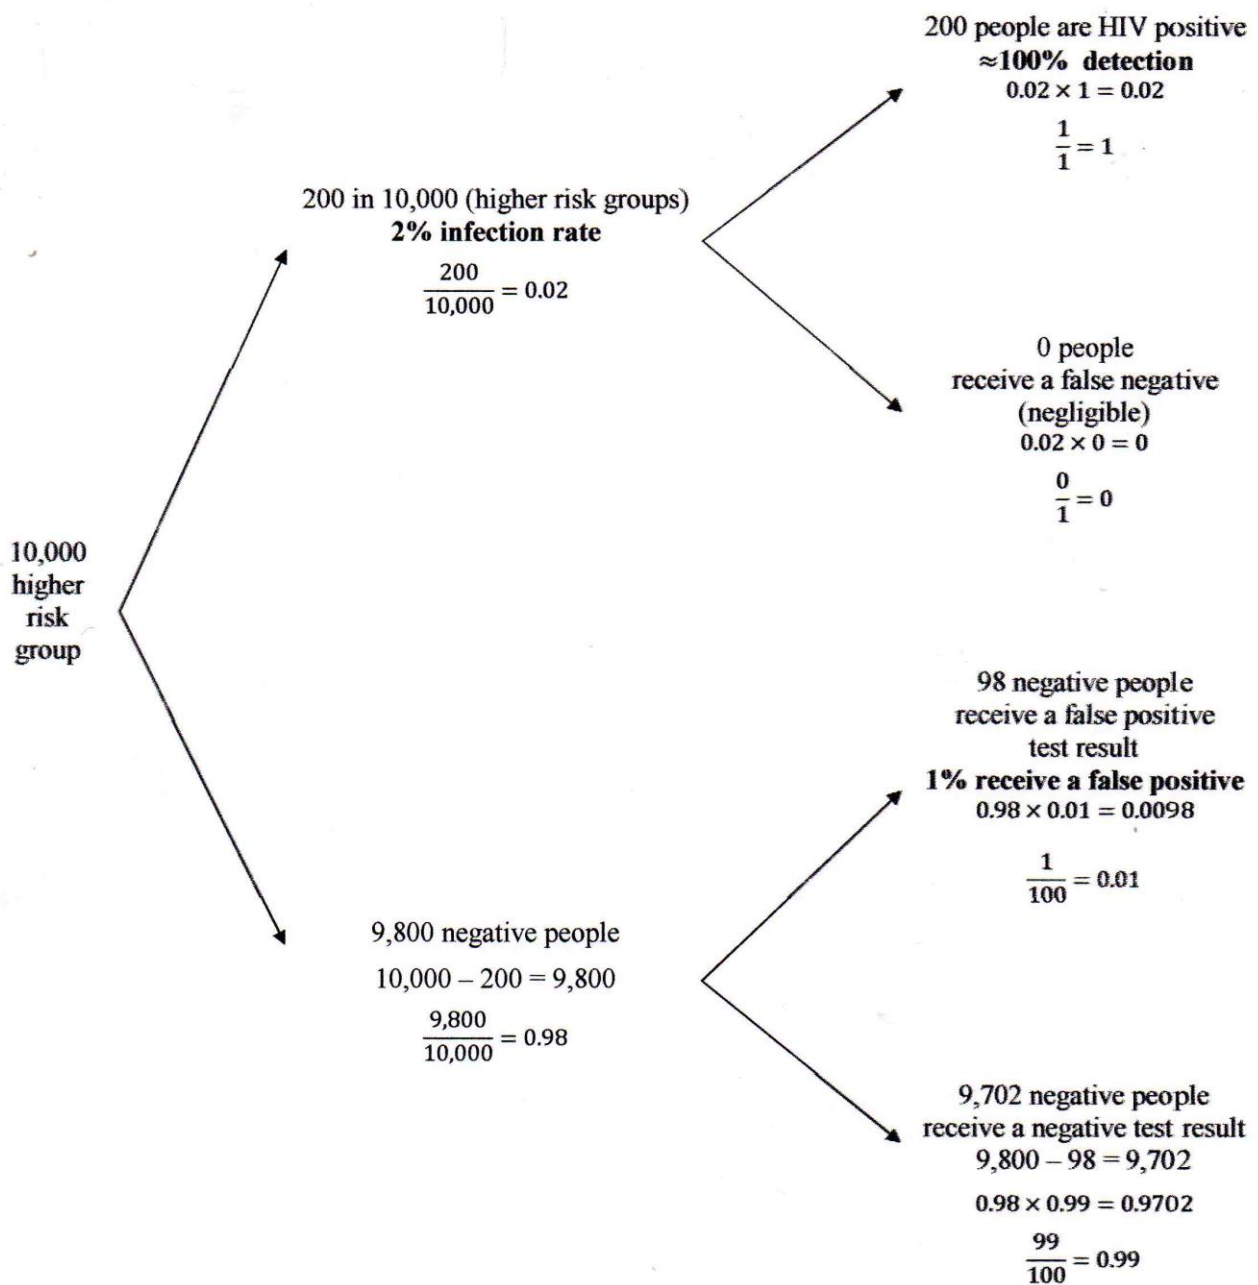 200 people are HIV positive
≈100% detection
0.02 × 1 = 0.02
1/1 = 1
200 in 10,000 (higher risk groups)
2% infection rate
200/10,000 = 0.02
0 people
receive a false negative
(negligible)
0.02 × 0 = 0
0/1 = 0
10,000
higher
risk
group
98 negative people
receive a false positive
test result
1% receive a false positive
0.98 × 0.01 = 0.0098
1/100 = 0.01
9,800 negative people
10,000 – 200 = 9,800
9,800/10,000 = 0.98
9,702 negative people
receive a negative test result
9,800 – 98 = 9,702
0.98 × 0.99 = 0.9702
99/100 = 0.99